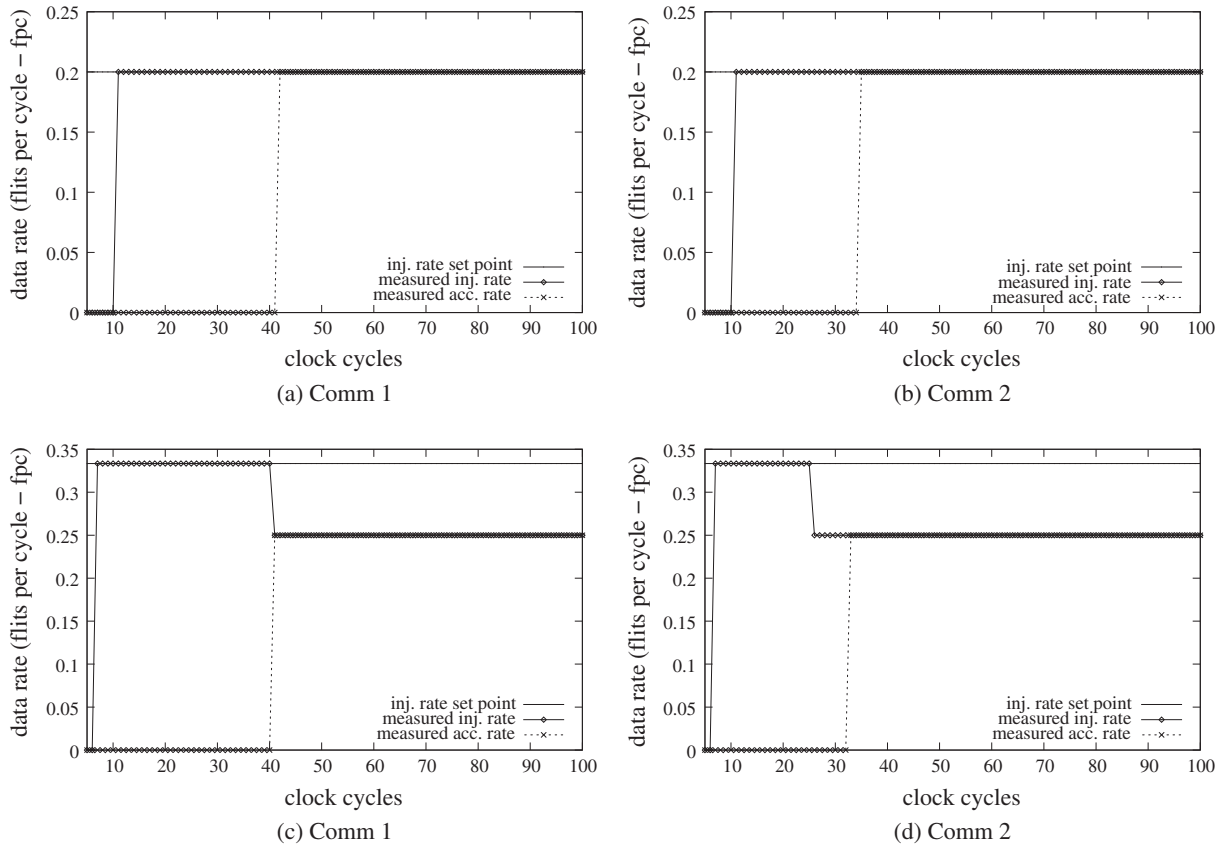 0.25
0.2
0.15
0.1
0.05
0
data rate (flits per cycle − fpc)
inj. rate set point
measured inj. rate
measured acc. rate
10 20 30 40 50 60 70 80 90 100
clock cycles
(a) Comm 1
0.25
0.2
0.15
0.1
0.05
0
data rate (flits per cycle − fpc)
inj. rate set point
measured inj. rate
measured acc. rate
10 20 30 40 50 60 70 80 90 100
clock cycles
(b) Comm 2
0.35
0.3
0.25
0.2
0.15
0.1
0.05
0
data rate (flits per cycle − fpc)
inj. rate set point
measured inj. rate
measured acc. rate
10 20 30 40 50 60 70 80 90 100
clock cycles
(c) Comm 1
0.35
0.3
0.25
0.2
0.15
0.1
0.05
0
data rate (flits per cycle − fpc)
inj. rate set point
measured inj. rate
measured acc. rate
10 20 30 40 50 60 70 80 90 100
clock cycles
(d) Comm 2